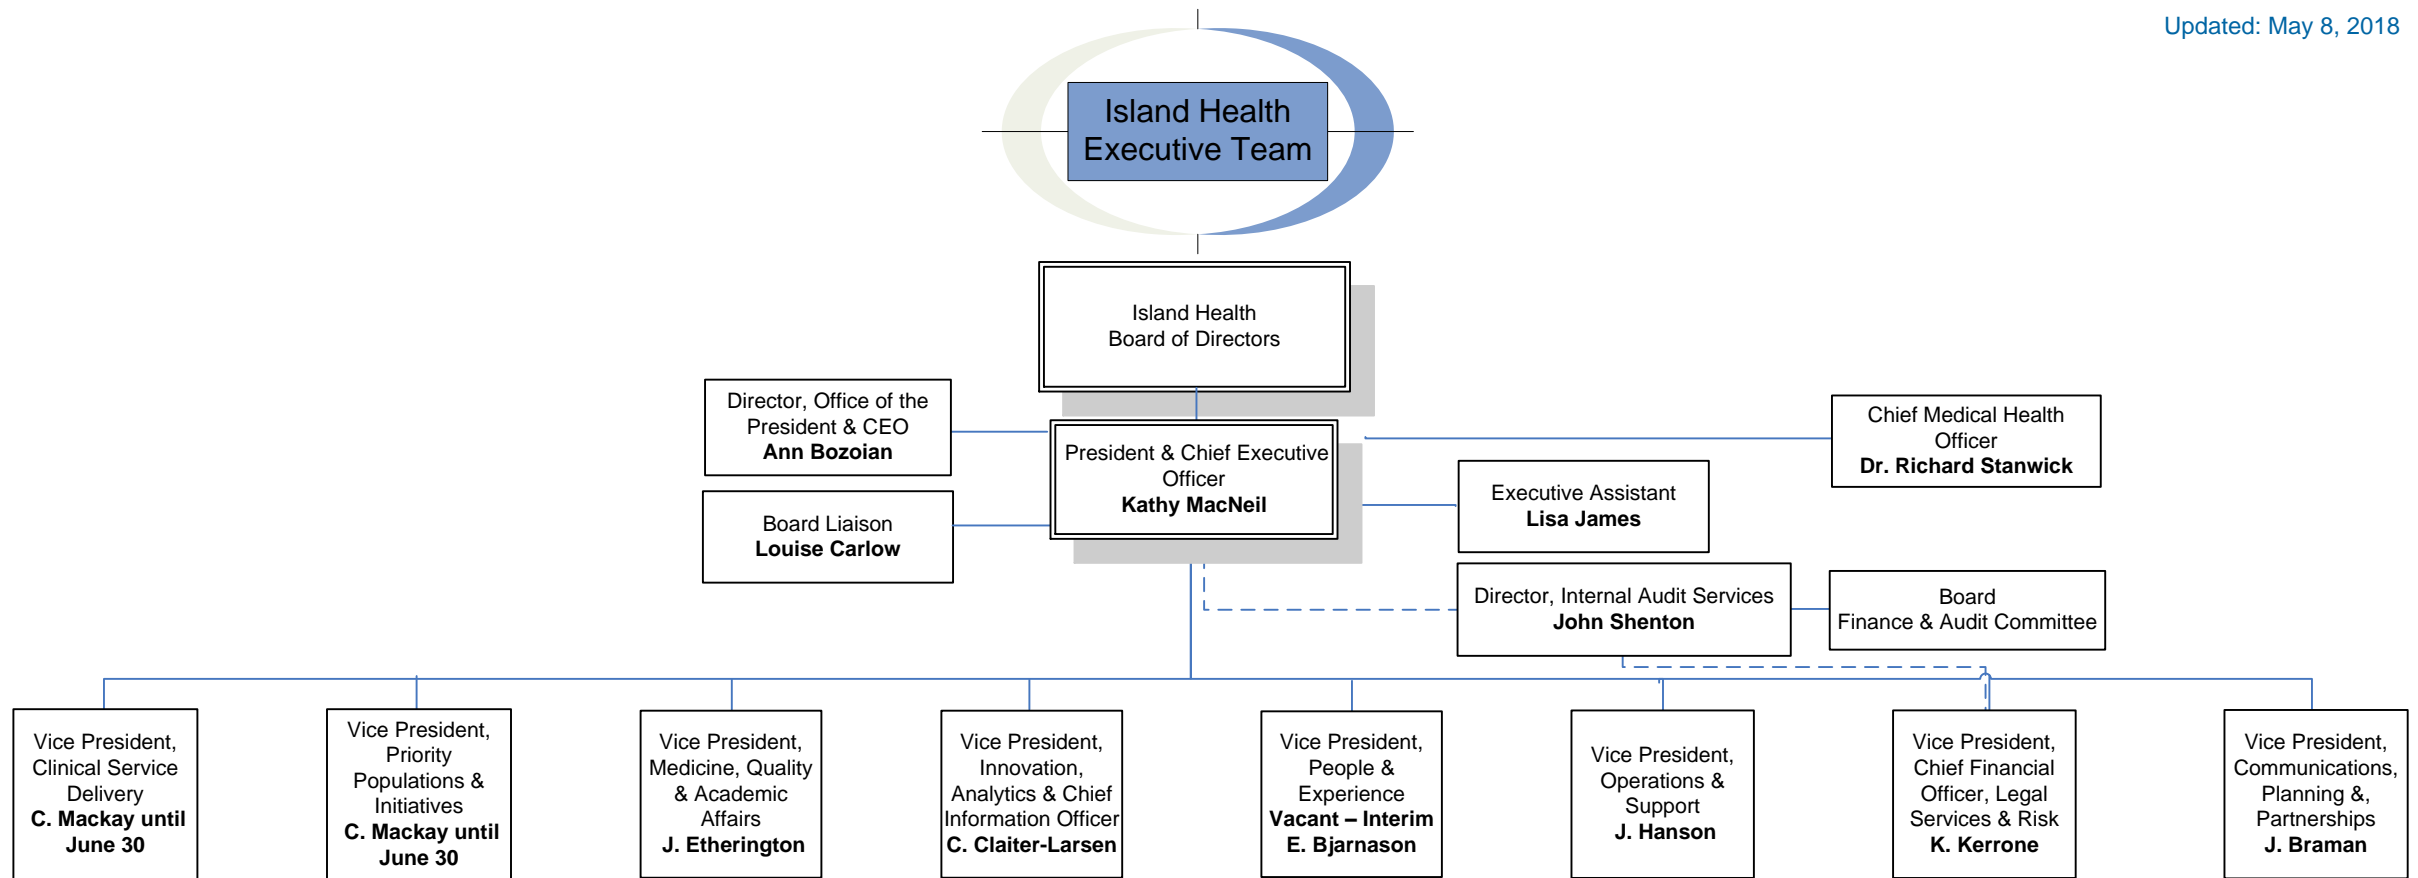 Updated: May 8, 2018
Island Health
Executive Team
Island Health
Board of Directors
Director, Office of the
President & CEO
Ann Bozoian
Chief Medical Health
Officer
Dr. Richard Stanwick
President & Chief Executive
Officer
Kathy MacNeil
Executive Assistant
Lisa James
Board Liaison
Louise Carlow
Director, Internal Audit Services
John Shenton
Board
Finance & Audit Committee
Vice President,
Clinical Service
Delivery
C. Mackay until
June 30
Vice President,
Priority
Populations &
Initiatives
C. Mackay until
June 30
Vice President,
Medicine, Quality
& Academic
Affairs
J. Etherington
Vice President,
Innovation,
Analytics & Chief
Information Officer
C. Claiter-Larsen
Vice President,
People &
Experience
Vacant – Interim
E. Bjarnason
Vice President,
Operations &
Support
J. Hanson
Vice President,
Chief Financial
Officer, Legal
Services & Risk
K. Kerrone
Vice President,
Communications,
Planning &,
Partnerships
J. Braman